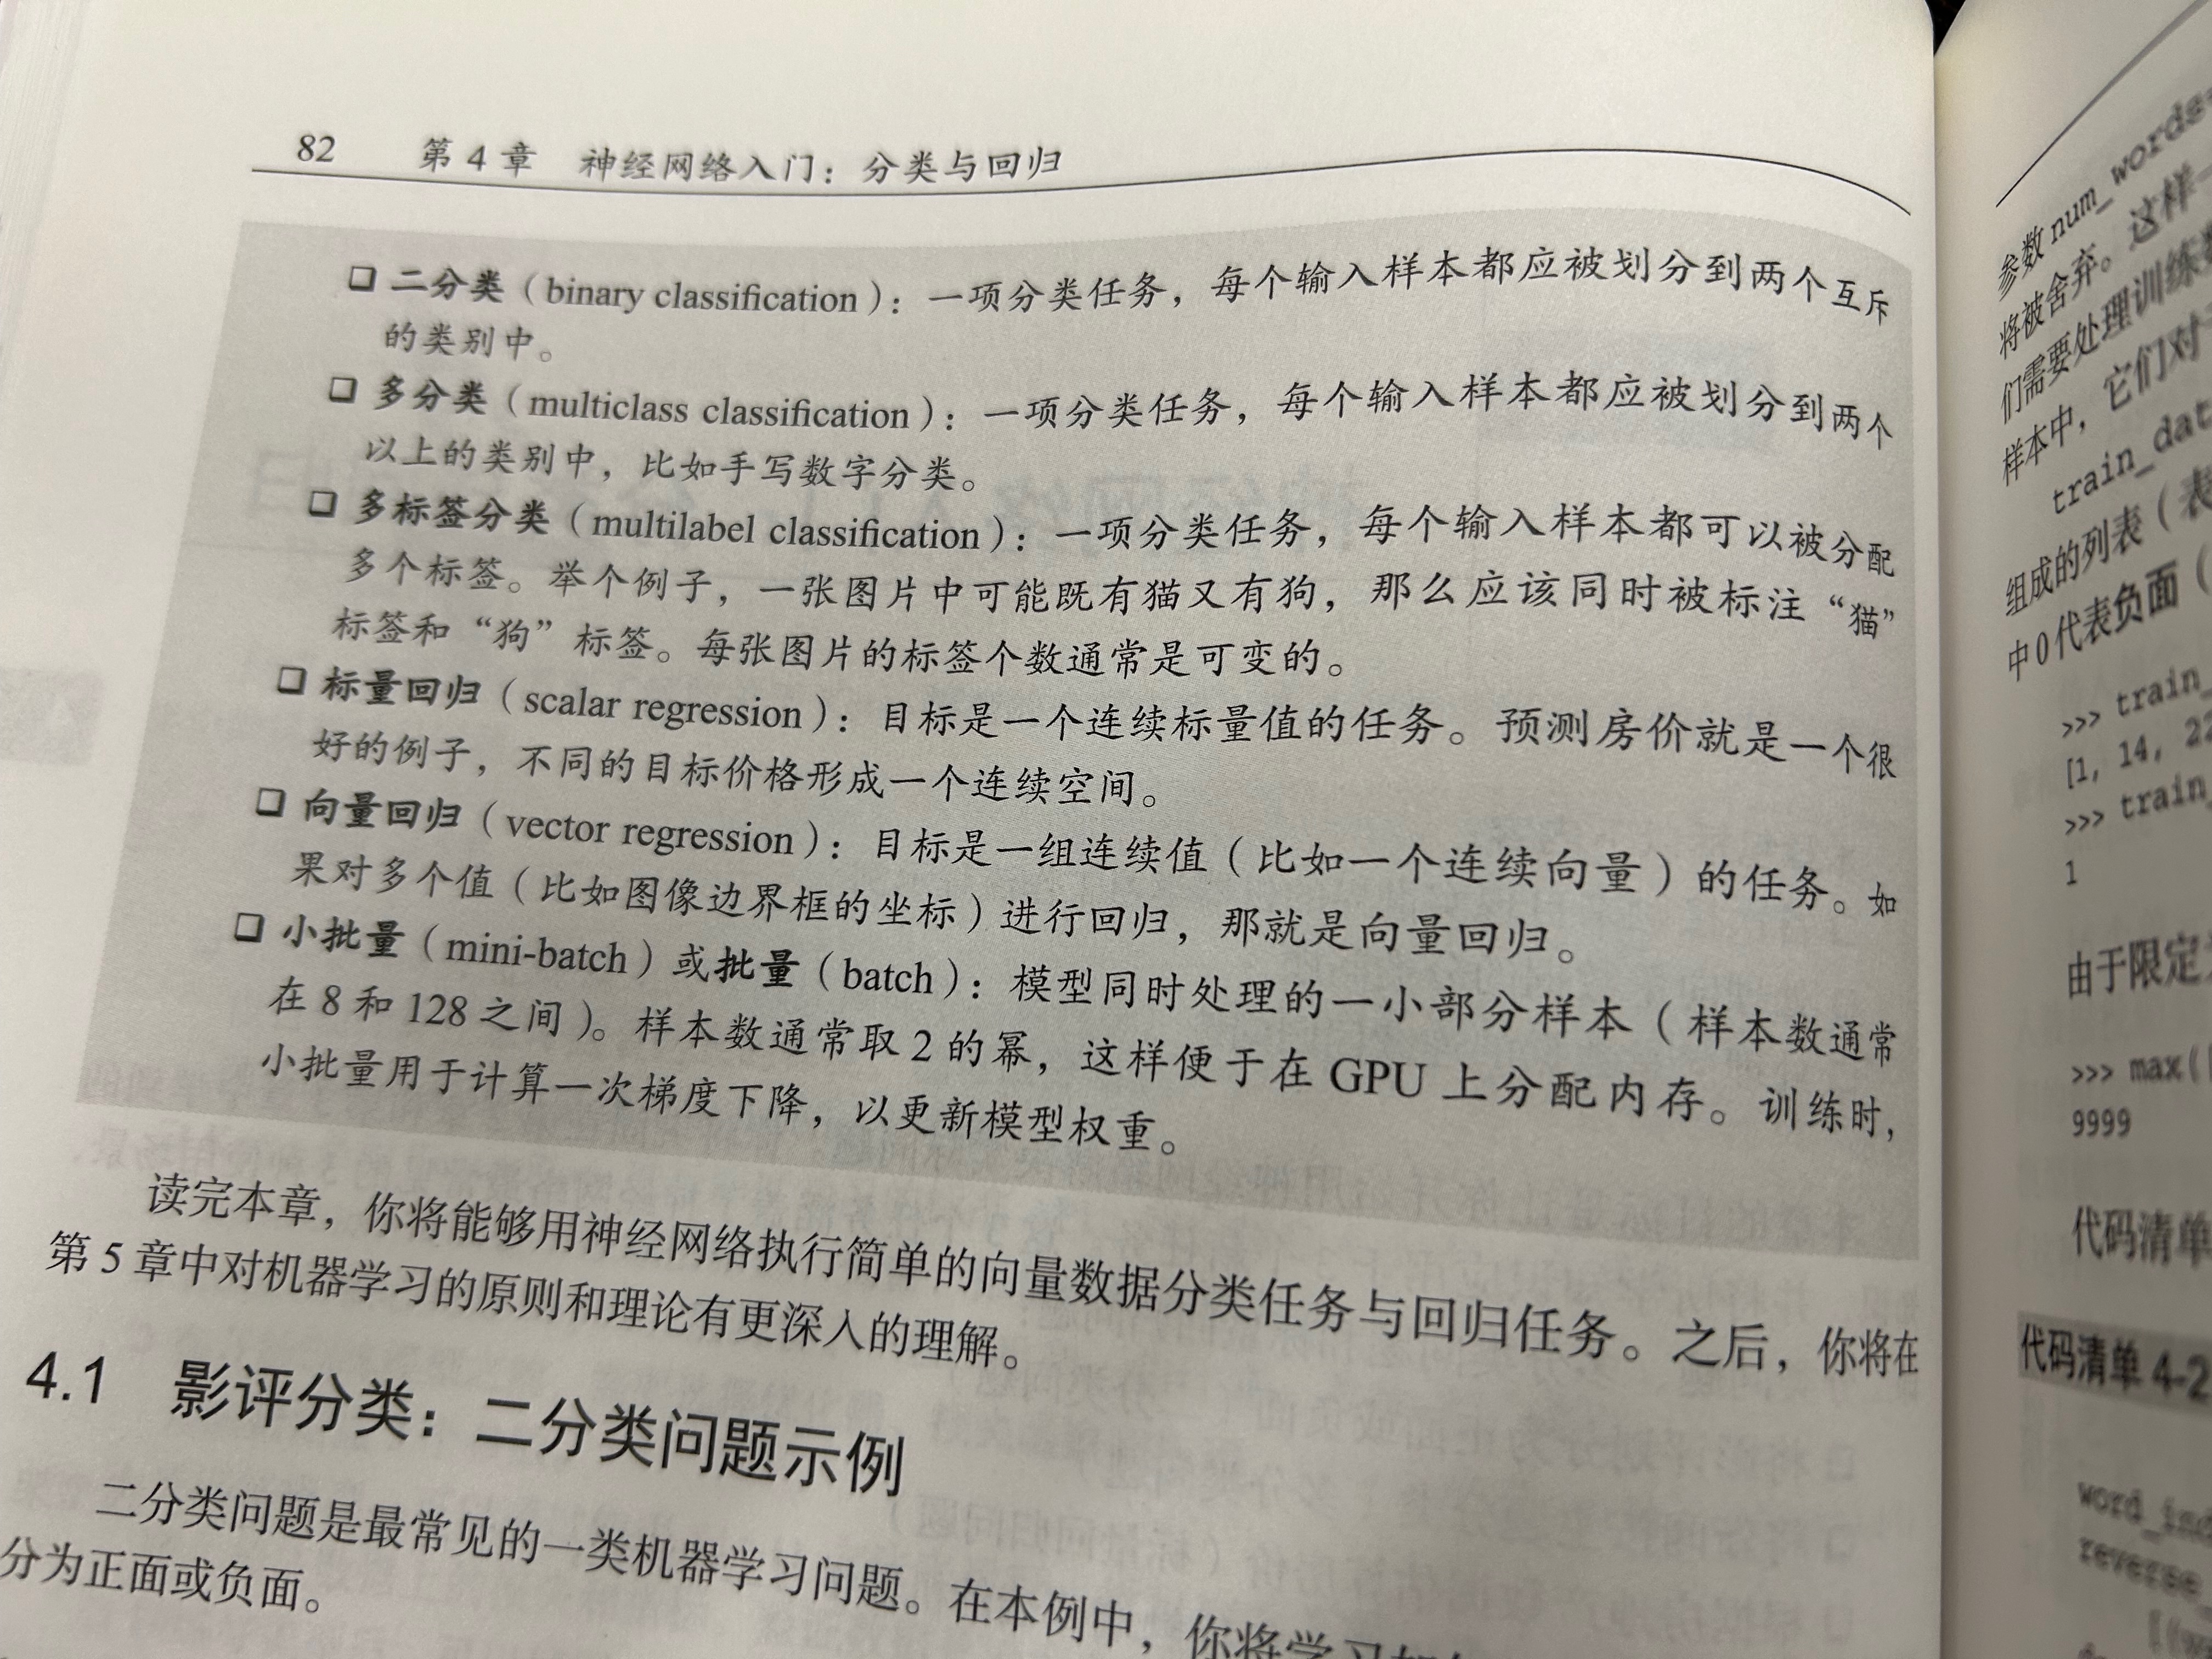 82 第 4 章 神经网络入门：分类与回归
❑ 二分类（binary classification）：一项分类任务，每个输入样本都应被划分到两个互斥
的类别中。
❑ 多分类（multiclass classification）：一项分类任务，每个输入样本都应被划分到两个
以上的类别中，比如手写数字分类。
❑ 多标签分类（multilabel classification）：一项分类任务，每个输入样本都可以被分配
多个标签。举个例子，一张图片中可能既有猫又有狗，那么应该同时被标注“猫”
标签和“狗”标签。每张图片的标签个数通常是可变的。
❑ 标量回归（scalar regression）：目标是一个连续标量值的任务。预测房价就是一个很
好的例子，不同的目标价格形成一个连续空间。
❑ 向量回归（vector regression）：目标是一组连续值（比如一个连续向量）的任务。如
果对多个值（比如图像边界框的坐标）进行回归，那就是向量回归。
❑ 小批量（mini-batch）或批量（batch）：模型同时处理的一小部分样本（样本数通常
在 8 和 128 之间）。样本数通常取 2 的幂，这样便于在 GPU 上分配内存。训练时，
小批量用于计算一次梯度下降，以更新模型权重。
读完本章，你将能够用神经网络执行简单的向量数据分类任务与回归任务。之后，你将在
第 5 章中对机器学习的原则和理论有更深入的理解。
4.1 影评分类：二分类问题示例
二分类问题是最常见的一类机器学习问题。在本例中，你将学习
分为正面或负面。
参数 num_words
将被舍弃。这样
们需要处理训练
样本中，它们对
train_dat
组成的列表（表
中 0 代表负面（
>>> train_
[1, 14, 22
>>> train_
1
由于限定
>>> max([
9999
代码清单
代码清单 4-2
word_ind
reverse_